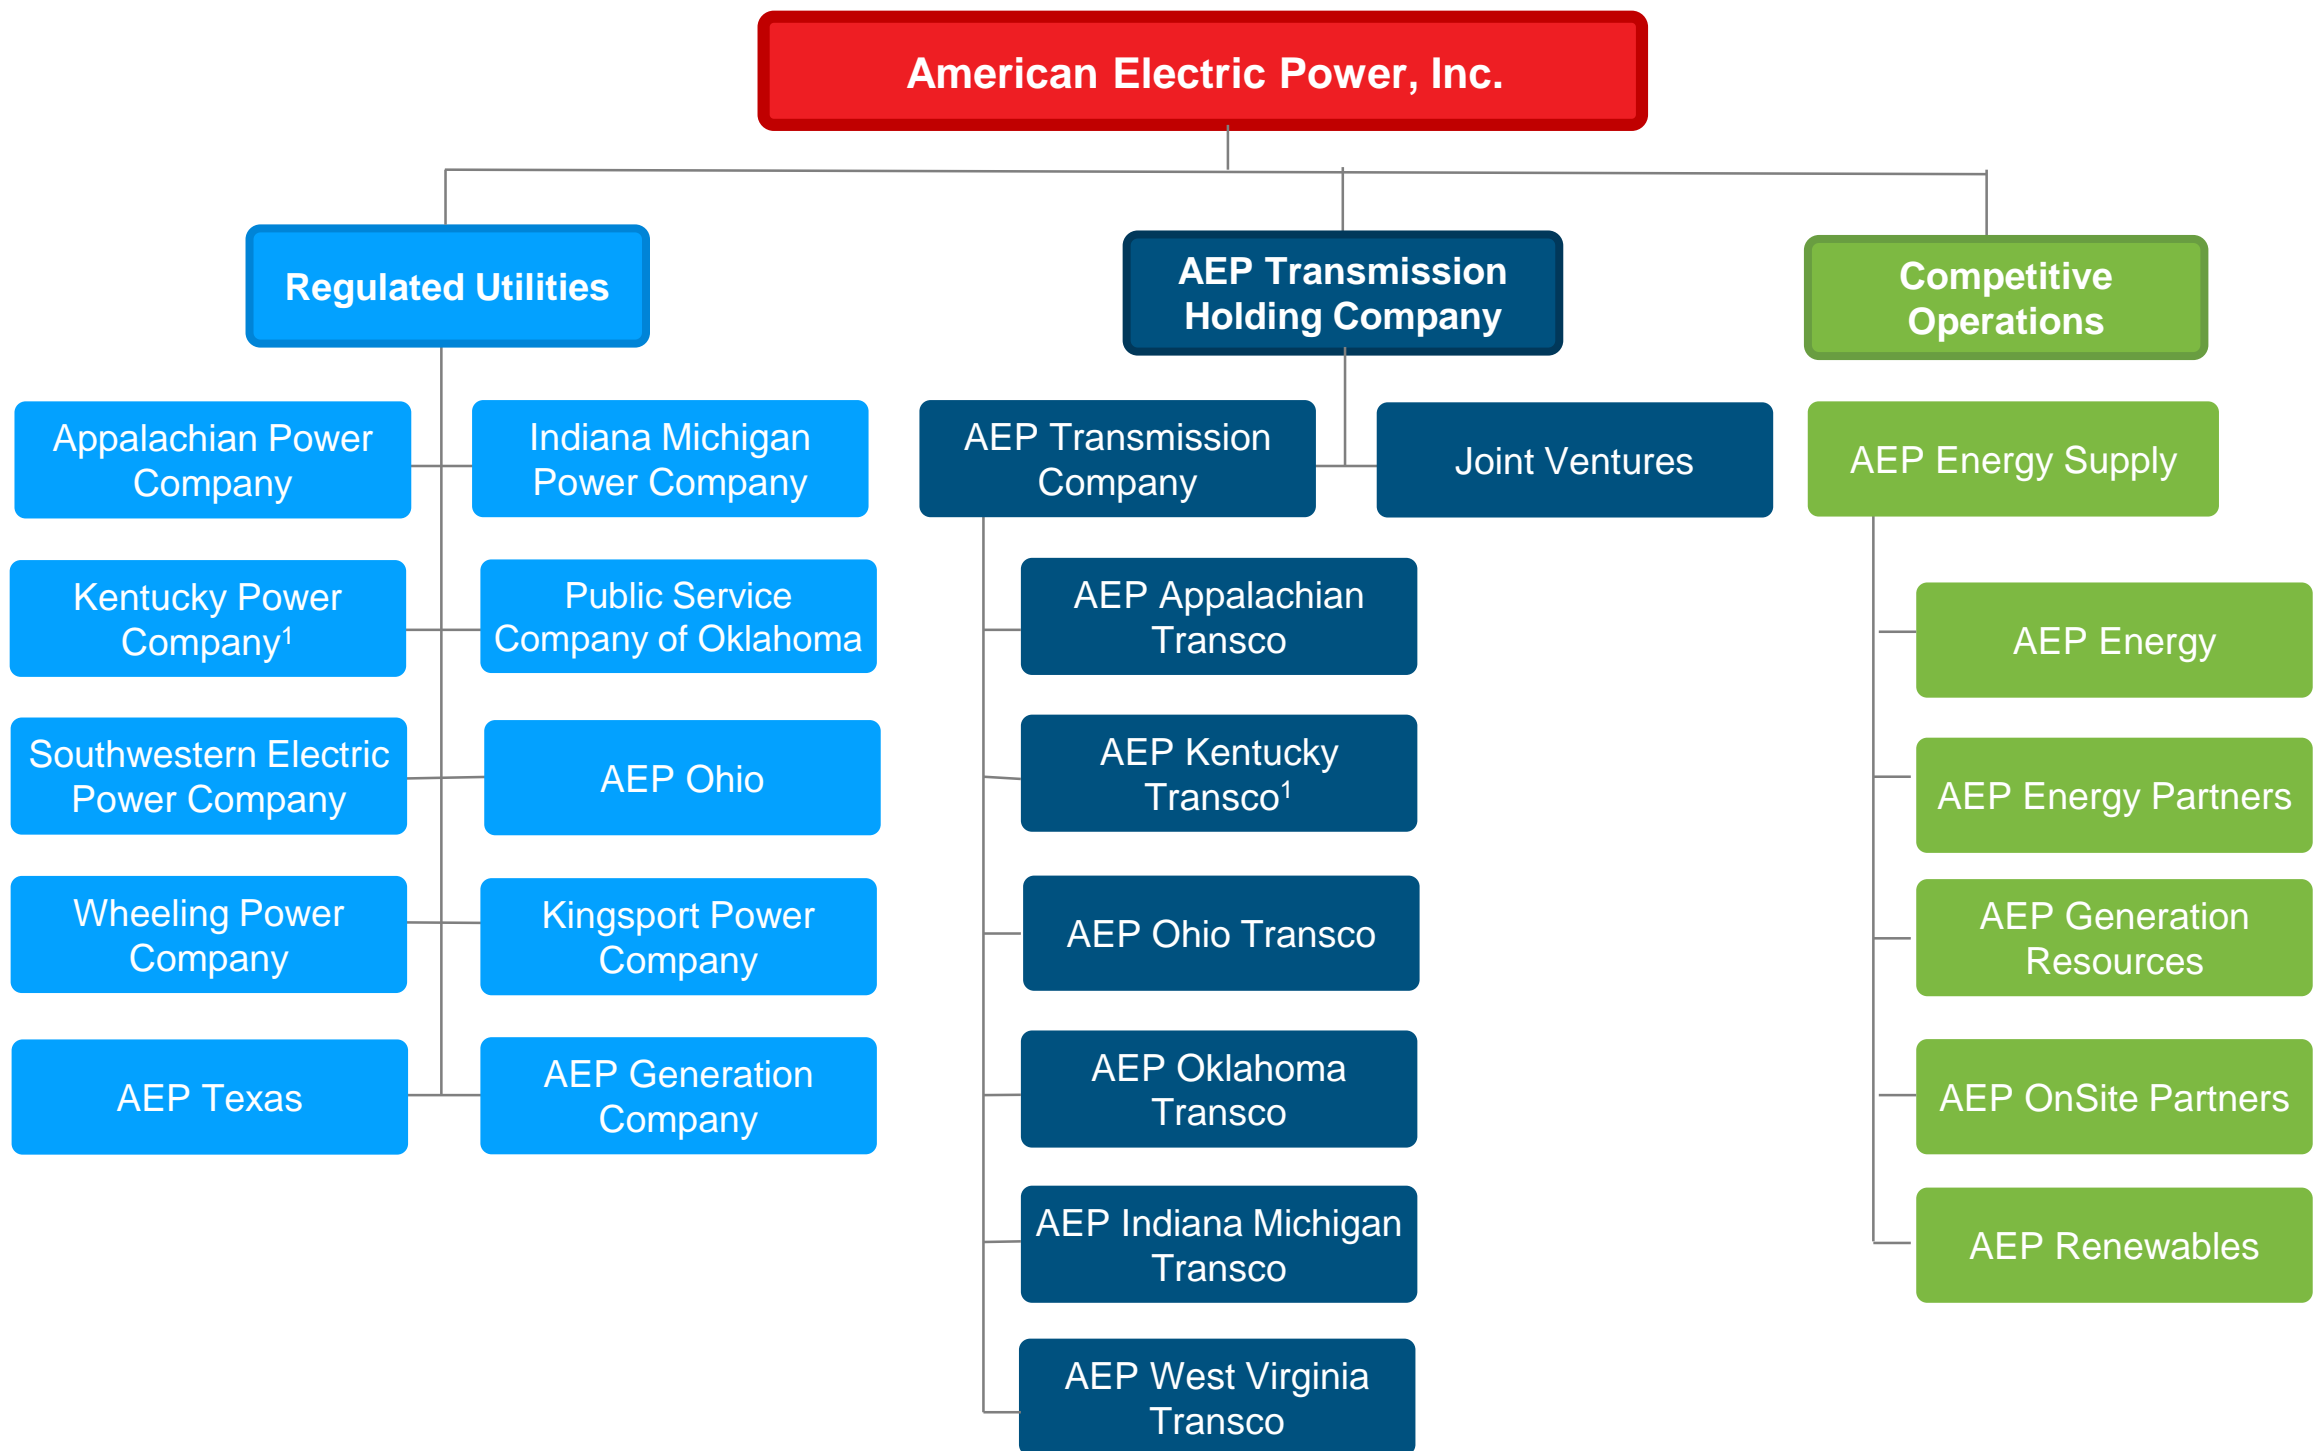 American Electric Power, Inc.
Regulated Utilities
AEP Transmission
Holding Company
Competitive
Operations
Appalachian Power
Company
Indiana Michigan
Power Company
Kentucky Power
Company¹
Public Service
Company of Oklahoma
Southwestern Electric
Power Company
AEP Ohio
Wheeling Power
Company
Kingsport Power
Company
AEP Texas
AEP Generation
Company
AEP Transmission
Company
Joint Ventures
AEP Appalachian
Transco
AEP Kentucky
Transco¹
AEP Ohio Transco
AEP Oklahoma
Transco
AEP Indiana Michigan
Transco
AEP West Virginia
Transco
AEP Energy Supply
AEP Energy
AEP Energy Partners
AEP Generation
Resources
AEP OnSite Partners
AEP Renewables